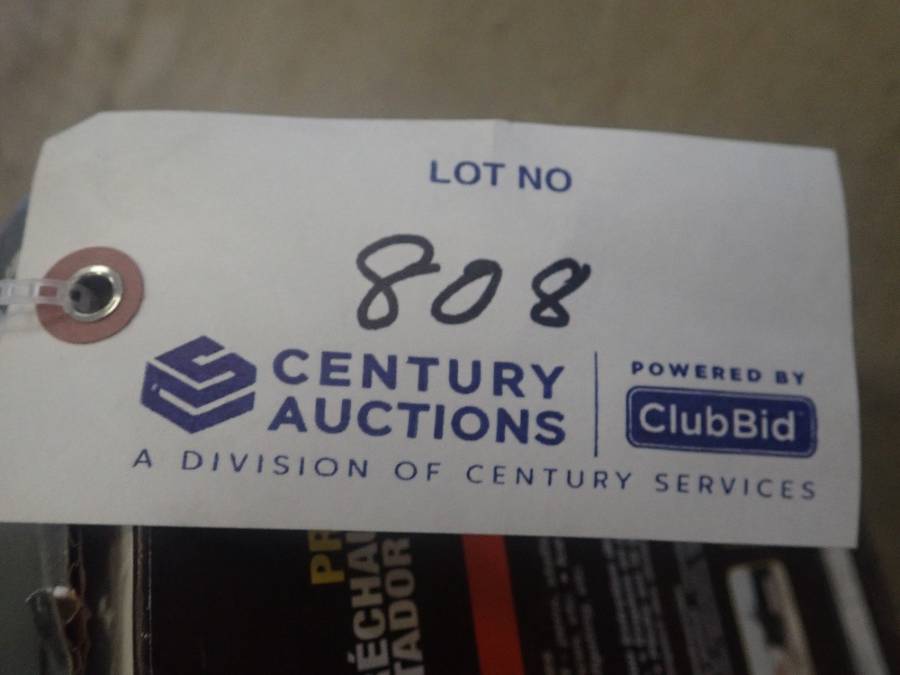 LOT NO
808
CENTURY AUCTIONS
POWERED BY
ClubBid
A DIVISION OF CENTURY SERVICES